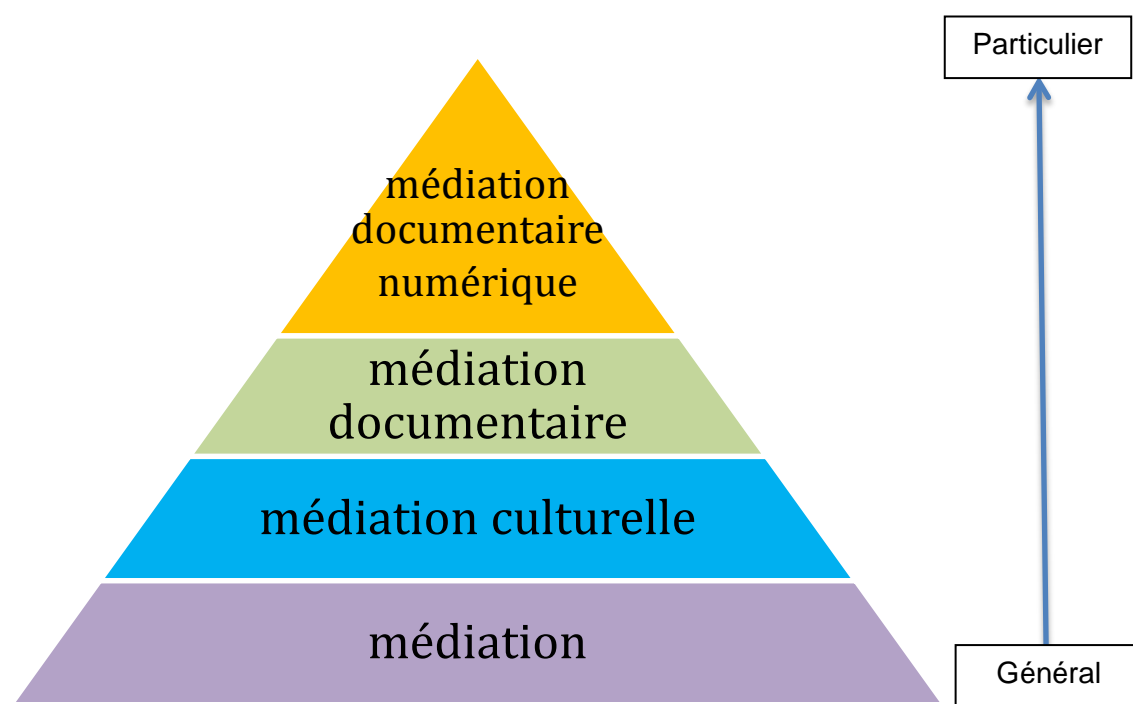 Particulier
médiation
documentaire
numérique
médiation
documentaire
médiation culturelle
médiation
Général